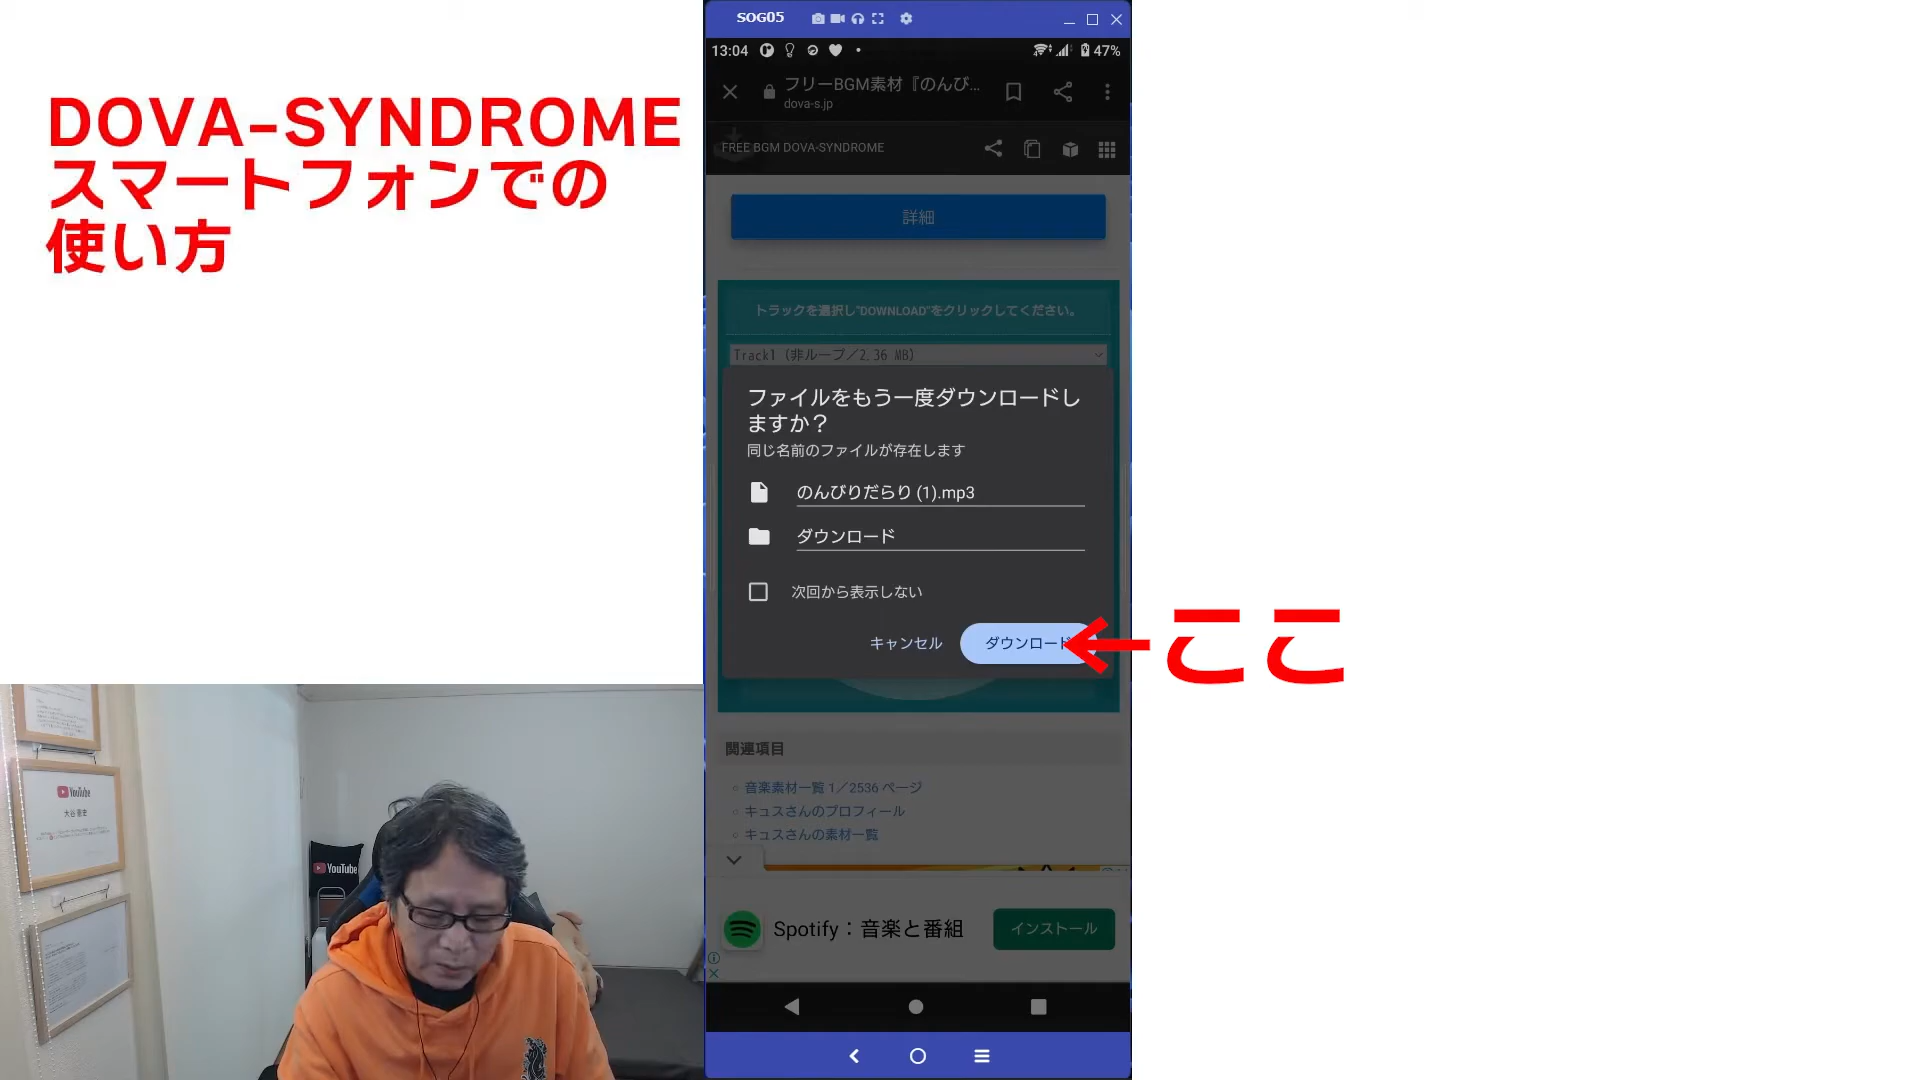 DOVA-SYNDROME
スマートフォンでの
使い方
SOG05
13:04
47%
フリーBGM素材『のんび...
dova-s.jp
FREE BGM DOVA-SYNDROME
詳細
トラックを選択し"DOWNLOAD"をクリックしてください。
Track1 (非ループ/2.36 MB)
ファイルをもう一度ダウンロードし
ますか？
同じ名前のファイルが存在します
のんびりだらり (1).mp3
ダウンロード
次回から表示しない
キャンセル
ダウンロード
←ここ
関連項目
音楽素材一覧 1／2536 ページ
キュスさんのプロフィール
キュスさんの素材一覧
Spotify：音楽と番組
インストール
YouTube
YouTube